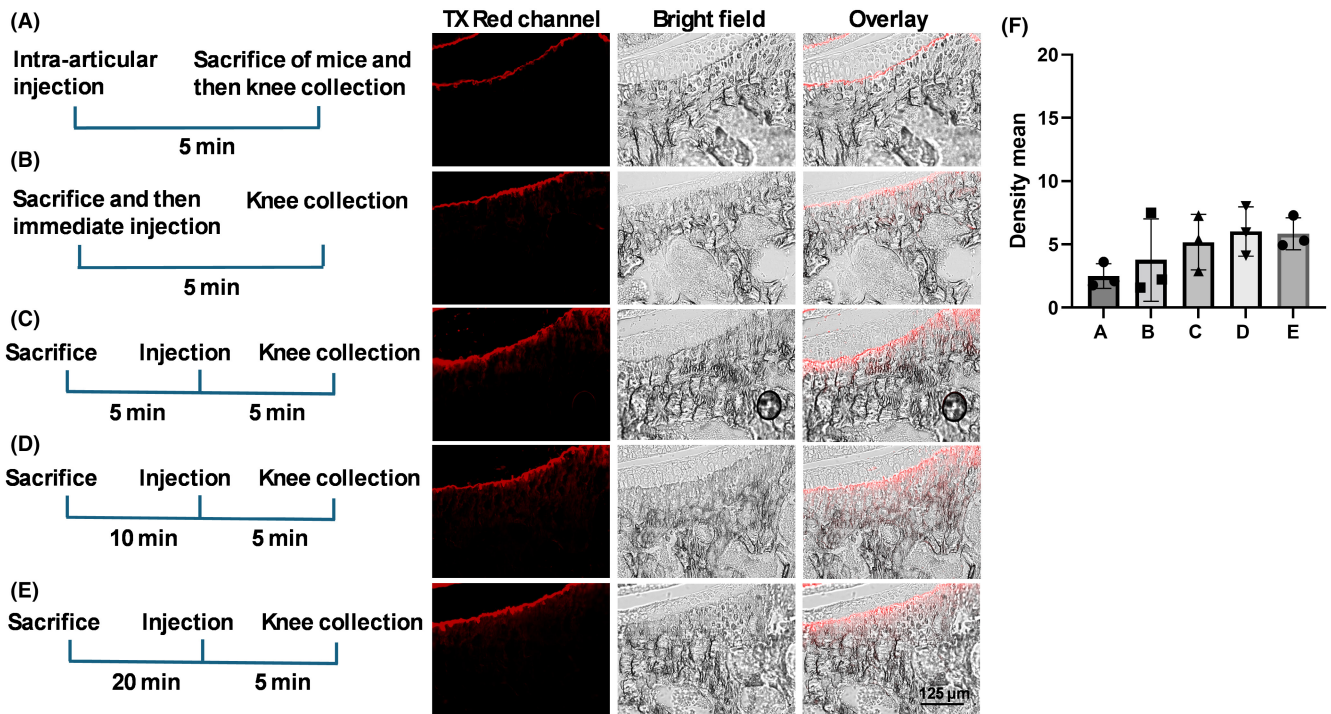 (A)
TX Red channel
Bright field
Overlay
(F)
Intra-articular
injection
Sacrifice of mice and
then knee collection
5 min
(B)
Sacrifice and then
immediate injection
Knee collection
5 min
(C)
Sacrifice
Injection
Knee collection
5 min
5 min
(D)
Sacrifice
Injection
Knee collection
10 min
5 min
(E)
Sacrifice
Injection
Knee collection
20 min
5 min
125 µm
Density mean
20
15
10
5
0
A
B
C
D
E